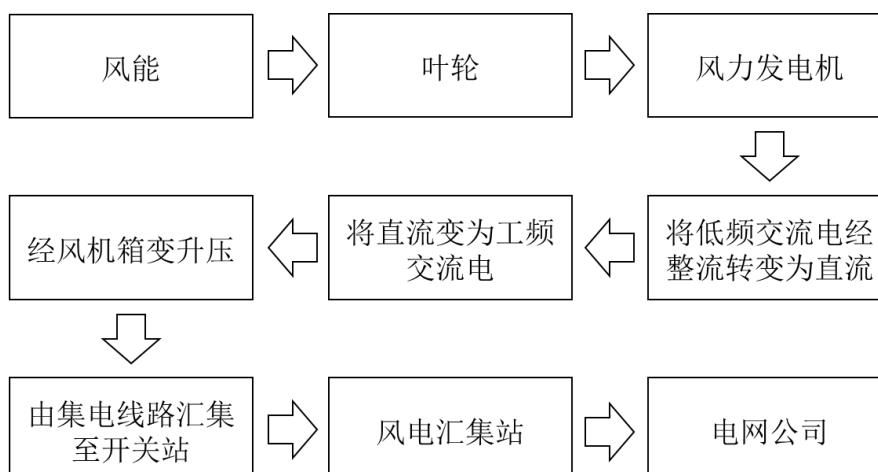 风能
叶轮
风力发电机
经风机箱变升压
将直流变为工频
交流电
将低频交流电经
整流转变为直流
由集电线路汇集
至开关站
风电汇集站
电网公司